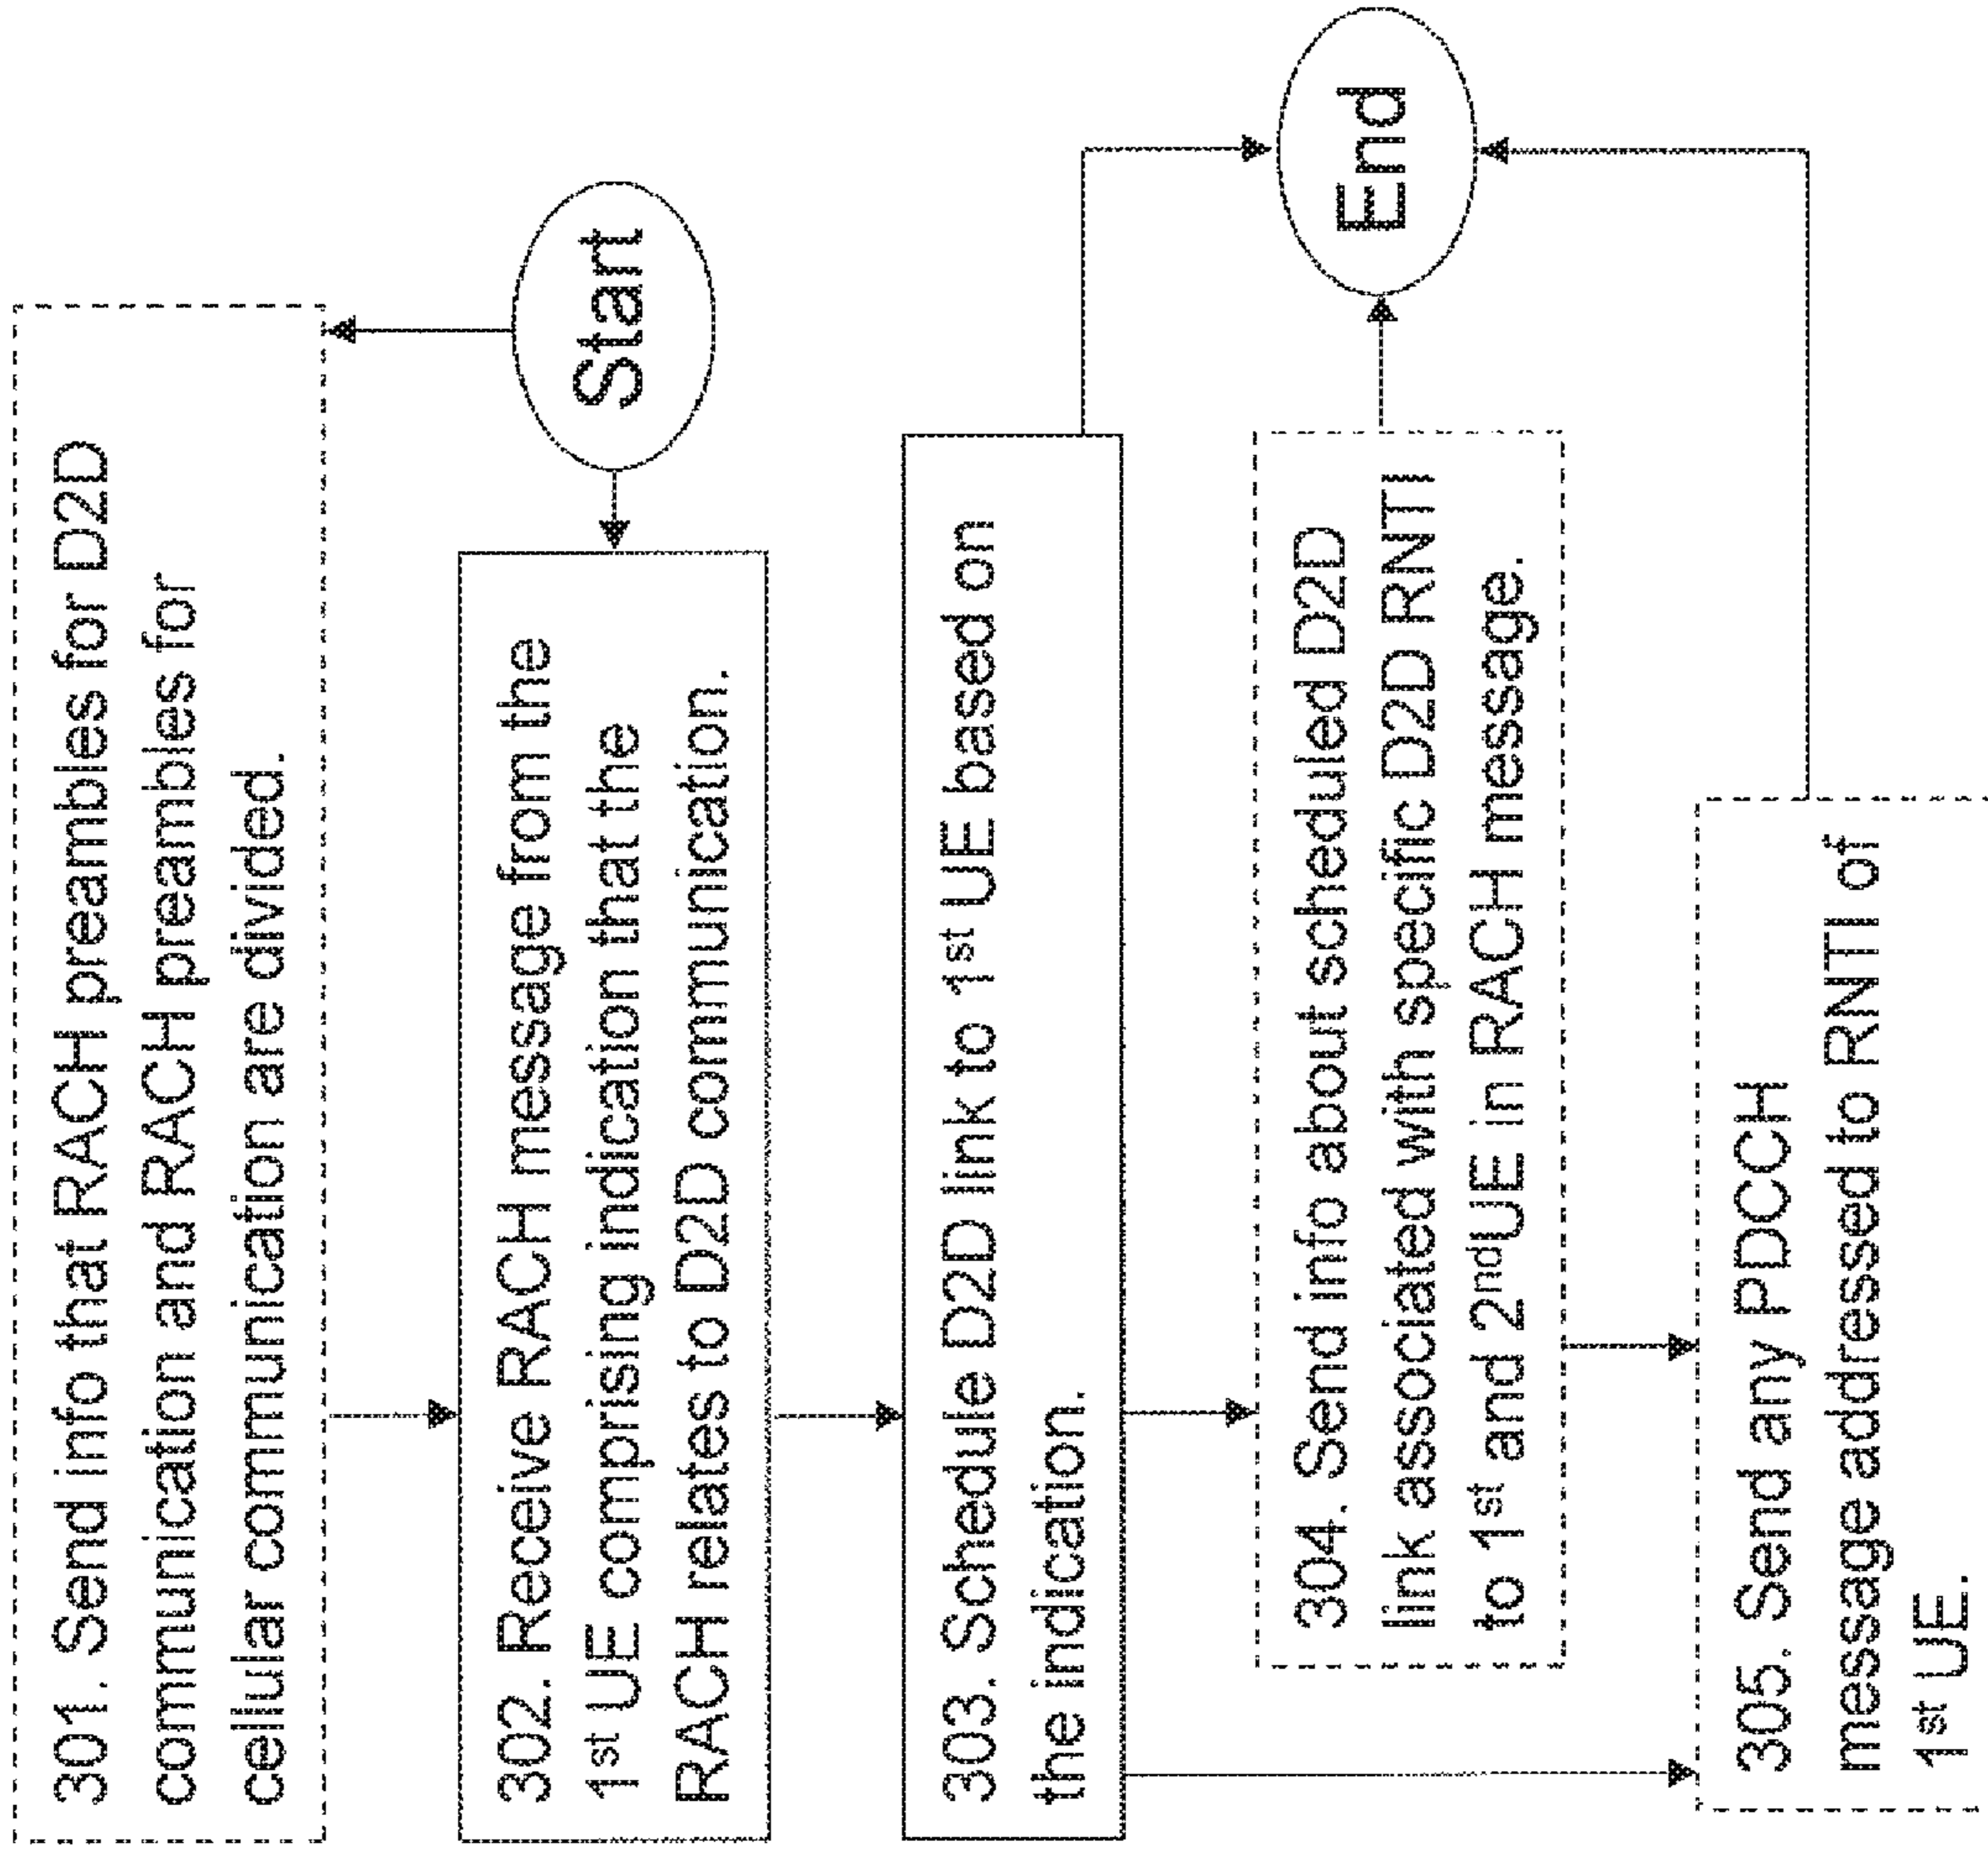 301. Send info that RACH preambles for D2D
communication and RACH preambles for
cellular communication are divided.
Start
302. Receive RACH message from the
1st UE comprising indication that the
RACH relates to D2D communication.
303. Schedule D2D link to 1st UE based on
the indication.
304. Send info about scheduled D2D
link associated with specific D2D RNTI
to 1st and 2ndUE in RACH message.
End
305. Send any PDCCH
message addressed to RNTI of
1st UE.